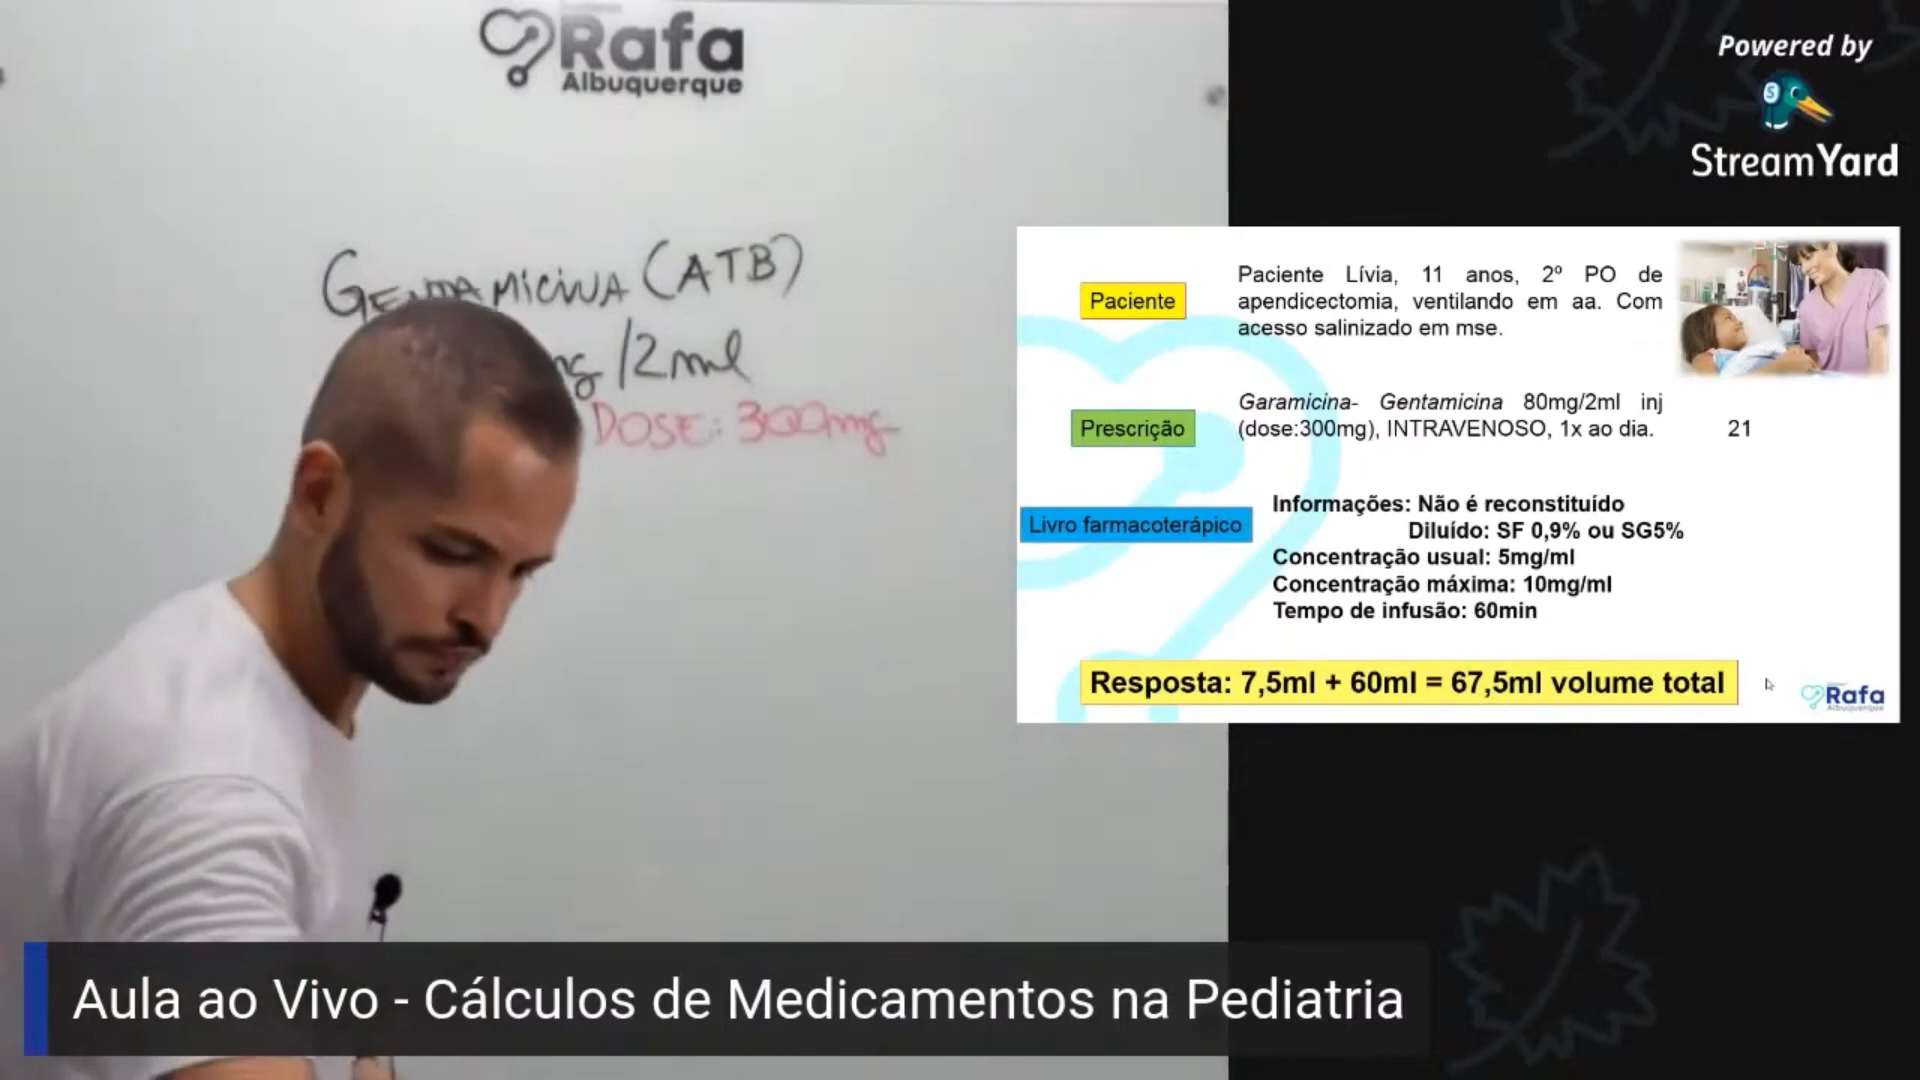 Rafa
Albuquerque
GENTAMICINA (ATB)
/2ml
DOSE: 300mg
Powered by
StreamYard
Paciente
Paciente Lívia, 11 anos, 2º PO de
apendicectomia, ventilando em aa. Com
acesso salinizado em mse.
Prescrição
Garamicina- Gentamicina 80mg/2ml inj
(dose:300mg), INTRAVENOSO, 1x ao dia.
21
Livro farmacoterápico
Informações: Não é reconstituído
Diluído: SF 0,9% ou SG5%
Concentração usual: 5mg/ml
Concentração máxima: 10mg/ml
Tempo de infusão: 60min
Resposta: 7,5ml + 60ml = 67,5ml volume total
Rafa
Albuquerque
Aula ao Vivo - Cálculos de Medicamentos na Pediatria